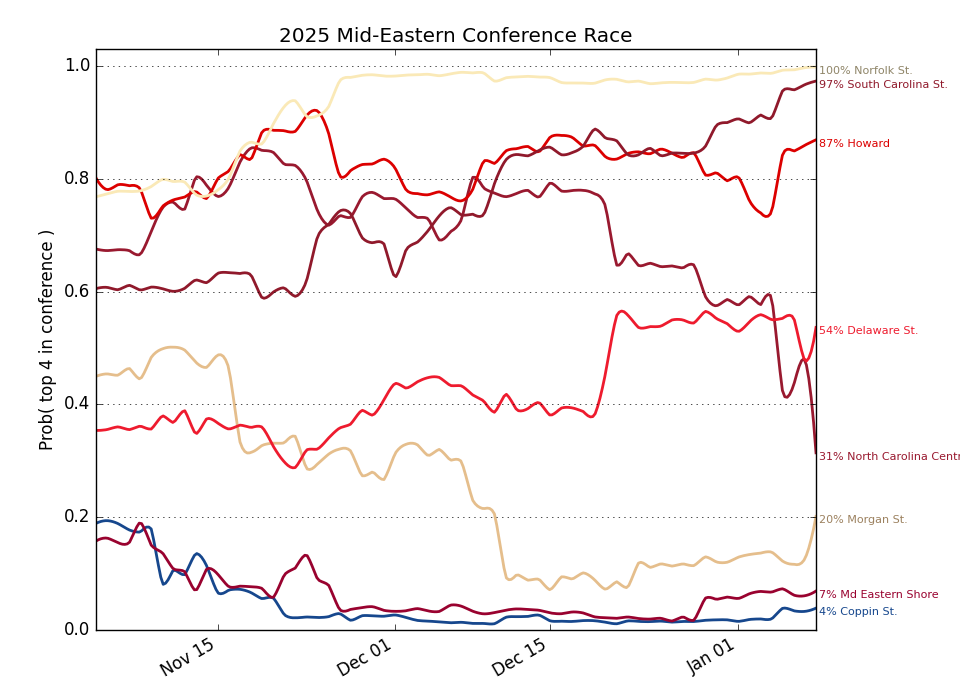 2025 Mid-Eastern Conference Race
Prob( top 4 in conference )
1.0
0.8
0.6
0.4
0.2
0.0
Nov 15
Dec 01
Dec 15
Jan 01
100% Norfolk St.
97% South Carolina St.
87% Howard
54% Delaware St.
31% North Carolina Centr
20% Morgan St.
7% Md Eastern Shore
4% Coppin St.